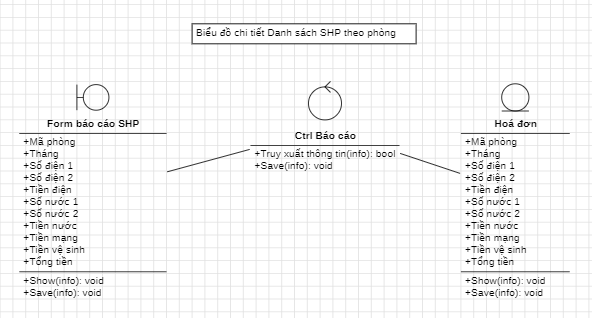 Biểu đồ chi tiết Danh sách SHP theo phòng
Form báo cáo SHP
+Mã phòng
+Tháng
+Số điện 1
+Số điện 2
+Tiền điện
+Số nước 1
+Số nước 2
+Tiền nước
+Tiền mạng
+Tiền vệ sinh
+Tổng tiền
+Show(info): void
+Save(info): void
Ctrl Báo cáo
+Truy xuất thông tin(info): bool
+Save(info): void
Hoá đơn
+Mã phòng
+Tháng
+Số điện 1
+Số điện 2
+Tiền điện
+Số nước 1
+Số nước 2
+Tiền nước
+Tiền mạng
+Tiền vệ sinh
+Tổng tiền
+Show(info): void
+Save(info): void